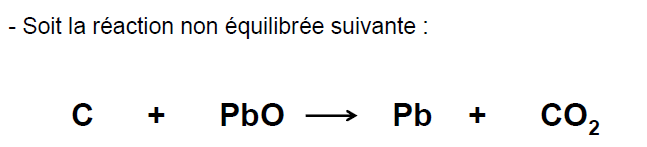 - Soit la réaction non équilibrée suivante :
C + PbO ⟶ Pb + CO₂